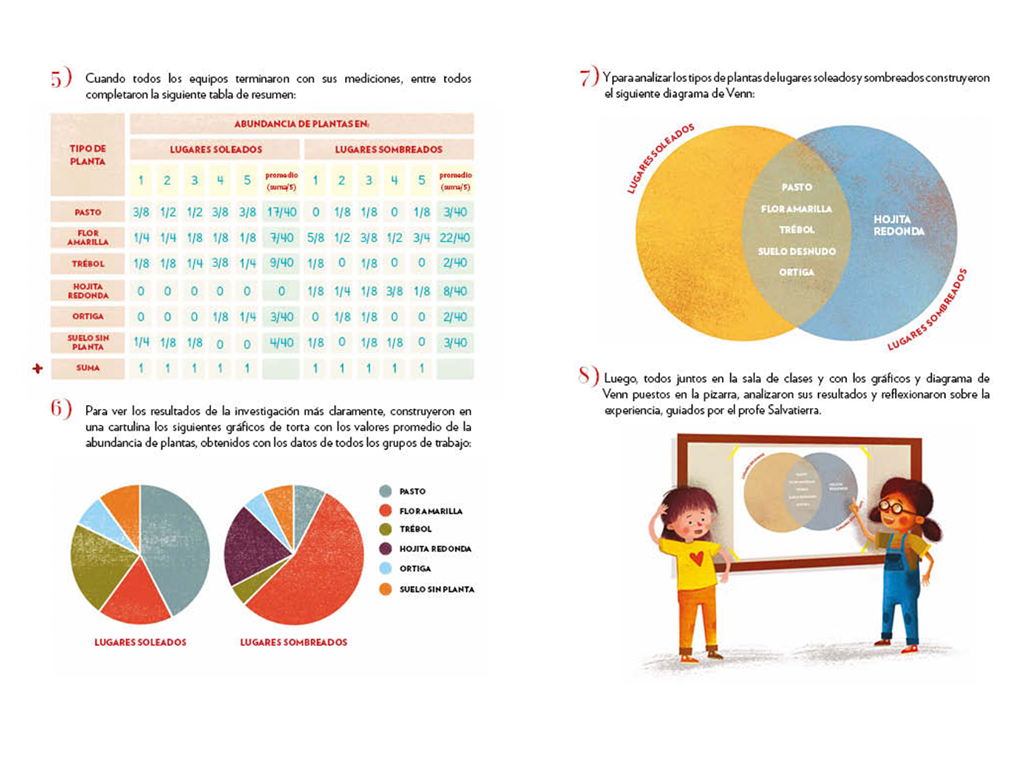 5) Cuando todos los equipos terminaron con sus mediciones, entre todos
completaron la siguiente tabla de resumen:
TIPO DE PLANTA
ABUNDANCIA DE PLANTAS EN:
LUGARES SOLEADOS LUGARES SOMBREADOS
1 2 3 4 5 promedio (suma/5) 1 2 3 4 5 promedio (suma/5)
PASTO 3/8 1/2 1/2 3/8 3/8 17/40 0 1/8 1/8 0 1/8 3/40
FLOR AMARILLA 1/4 1/4 1/8 1/8 1/8 7/40 5/8 1/2 3/8 1/2 3/4 22/40
TRÉBOL 1/8 1/8 1/4 3/8 1/4 9/40 1/8 0 1/8 0 0 2/40
HOJITA REDONDA 0 0 0 0 0 0 1/8 1/4 1/8 3/8 1/8 8/40
ORTIGA 0 0 0 1/8 1/4 3/40 0 1/8 1/8 0 0 2/40
SUELO SIN PLANTA 1/4 1/8 1/8 0 0 4/40 1/8 0 1/8 1/8 0 3/40
+ SUMA 1 1 1 1 1 1 1 1 1 1
6) Para ver los resultados de la investigación más claramente, construyeron en
una cartulina los siguientes gráficos de torta con los valores promedio de la
abundancia de plantas, obtenidos con los datos de todos los grupos de trabajo:
PASTO
FLOR AMARILLA
TRÉBOL
HOJITA REDONDA
ORTIGA
SUELO SIN PLANTA
LUGARES SOLEADOS
LUGARES SOMBREADOS
7) Y para analizar los tipos de plantas de lugares soleados y sombreados construyeron
el siguiente diagrama de Venn:
LUGARES SOLEADOS
PASTO
FLOR AMARILLA
TRÉBOL
SUELO DESNUDO
ORTIGA
HOJITA
REDONDA
LUGARES SOMBREADOS
8) Luego, todos juntos en la sala de clases y con los gráficos y diagrama de
Venn puestos en la pizarra, analizaron sus resultados y reflexionaron sobre la
experiencia, guiados por el profe Salvatierra.